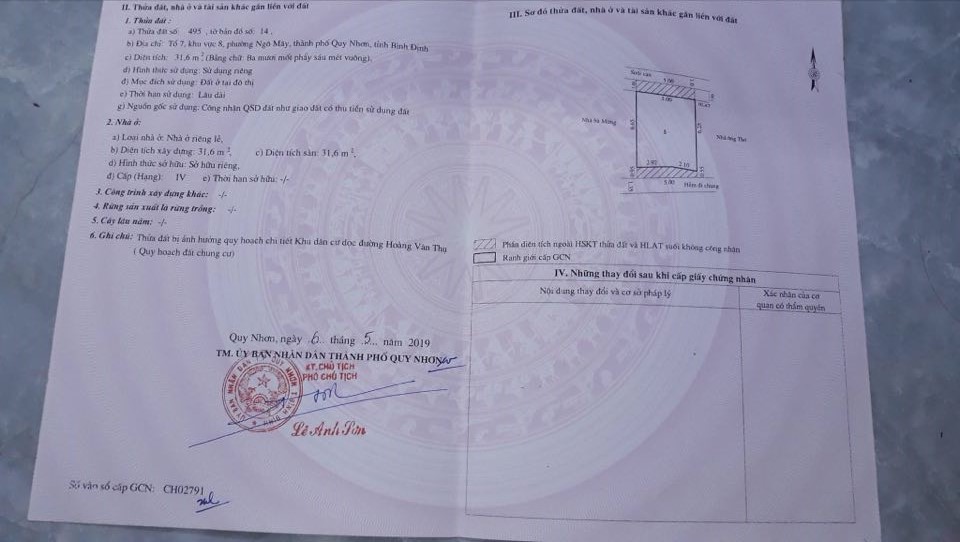 II. Thửa đất, nhà ở và tài sản khác gắn liền với đất
1. Thửa đất :
a) Thửa đất số: 495 , tờ bản đồ số: 14 .
b) Địa chỉ: Tổ 7, khu vực 8, phường Ngô Mây, thành phố Quy Nhơn, tỉnh Bình Định
c) Diện tích: 31,6 m², (Bằng chữ: Ba mươi mốt phẩy sáu mét vuông).
d) Hình thức sử dụng: Sử dụng riêng
đ) Mục đích sử dụng: Đất ở tại đô thị
e) Thời hạn sử dụng: Lâu dài
g) Nguồn gốc sử dụng: Công nhận QSD đất như giao đất có thu tiền sử dụng đất
2. Nhà ở:
a) Loại nhà ở: Nhà ở riêng lẻ,
b) Diện tích xây dựng: 31,6 m², c) Diện tích sàn: 31,6 m²,
d) Hình thức sở hữu: Sở hữu riêng,
đ) Cấp (Hạng): IV e) Thời hạn sở hữu: -/-
3. Công trình xây dựng khác: -/-
4. Rừng sản xuất là rừng trồng: -/-
5. Cây lâu năm: -/-
6. Ghi chú: Thửa đất bị ảnh hưởng quy hoạch chi tiết Khu dân cư dọc đường Hoàng Văn Thụ
( Quy hoạch đất chung cư)
Quy Nhơn, ngày 6 tháng 5 năm 2019
TM. ỦY BAN NHÂN DÂN THÀNH PHỐ QUY NHƠN
KT. CHỦ TỊCH
PHÓ CHỦ TỊCH
Lê Anh Sơn
Số vào sổ cấp GCN: CH02791
III. Sơ đồ thửa đất, nhà ở và tài sản khác gắn liền với đất
Suối cạn
5.00
5.00
Nhà bà Mừng
6.45
Nhà ông Thơ
2.93
2.10
5.00
Hẻm đi chung
Phần diện tích ngoài HSKT thửa đất và HLAT suối không công nhận
Ranh giới cấp GCN
IV. Những thay đổi sau khi cấp giấy chứng nhận
Nội dung thay đổi và cơ sở pháp lý
Xác nhận của cơ
quan có thẩm quyền